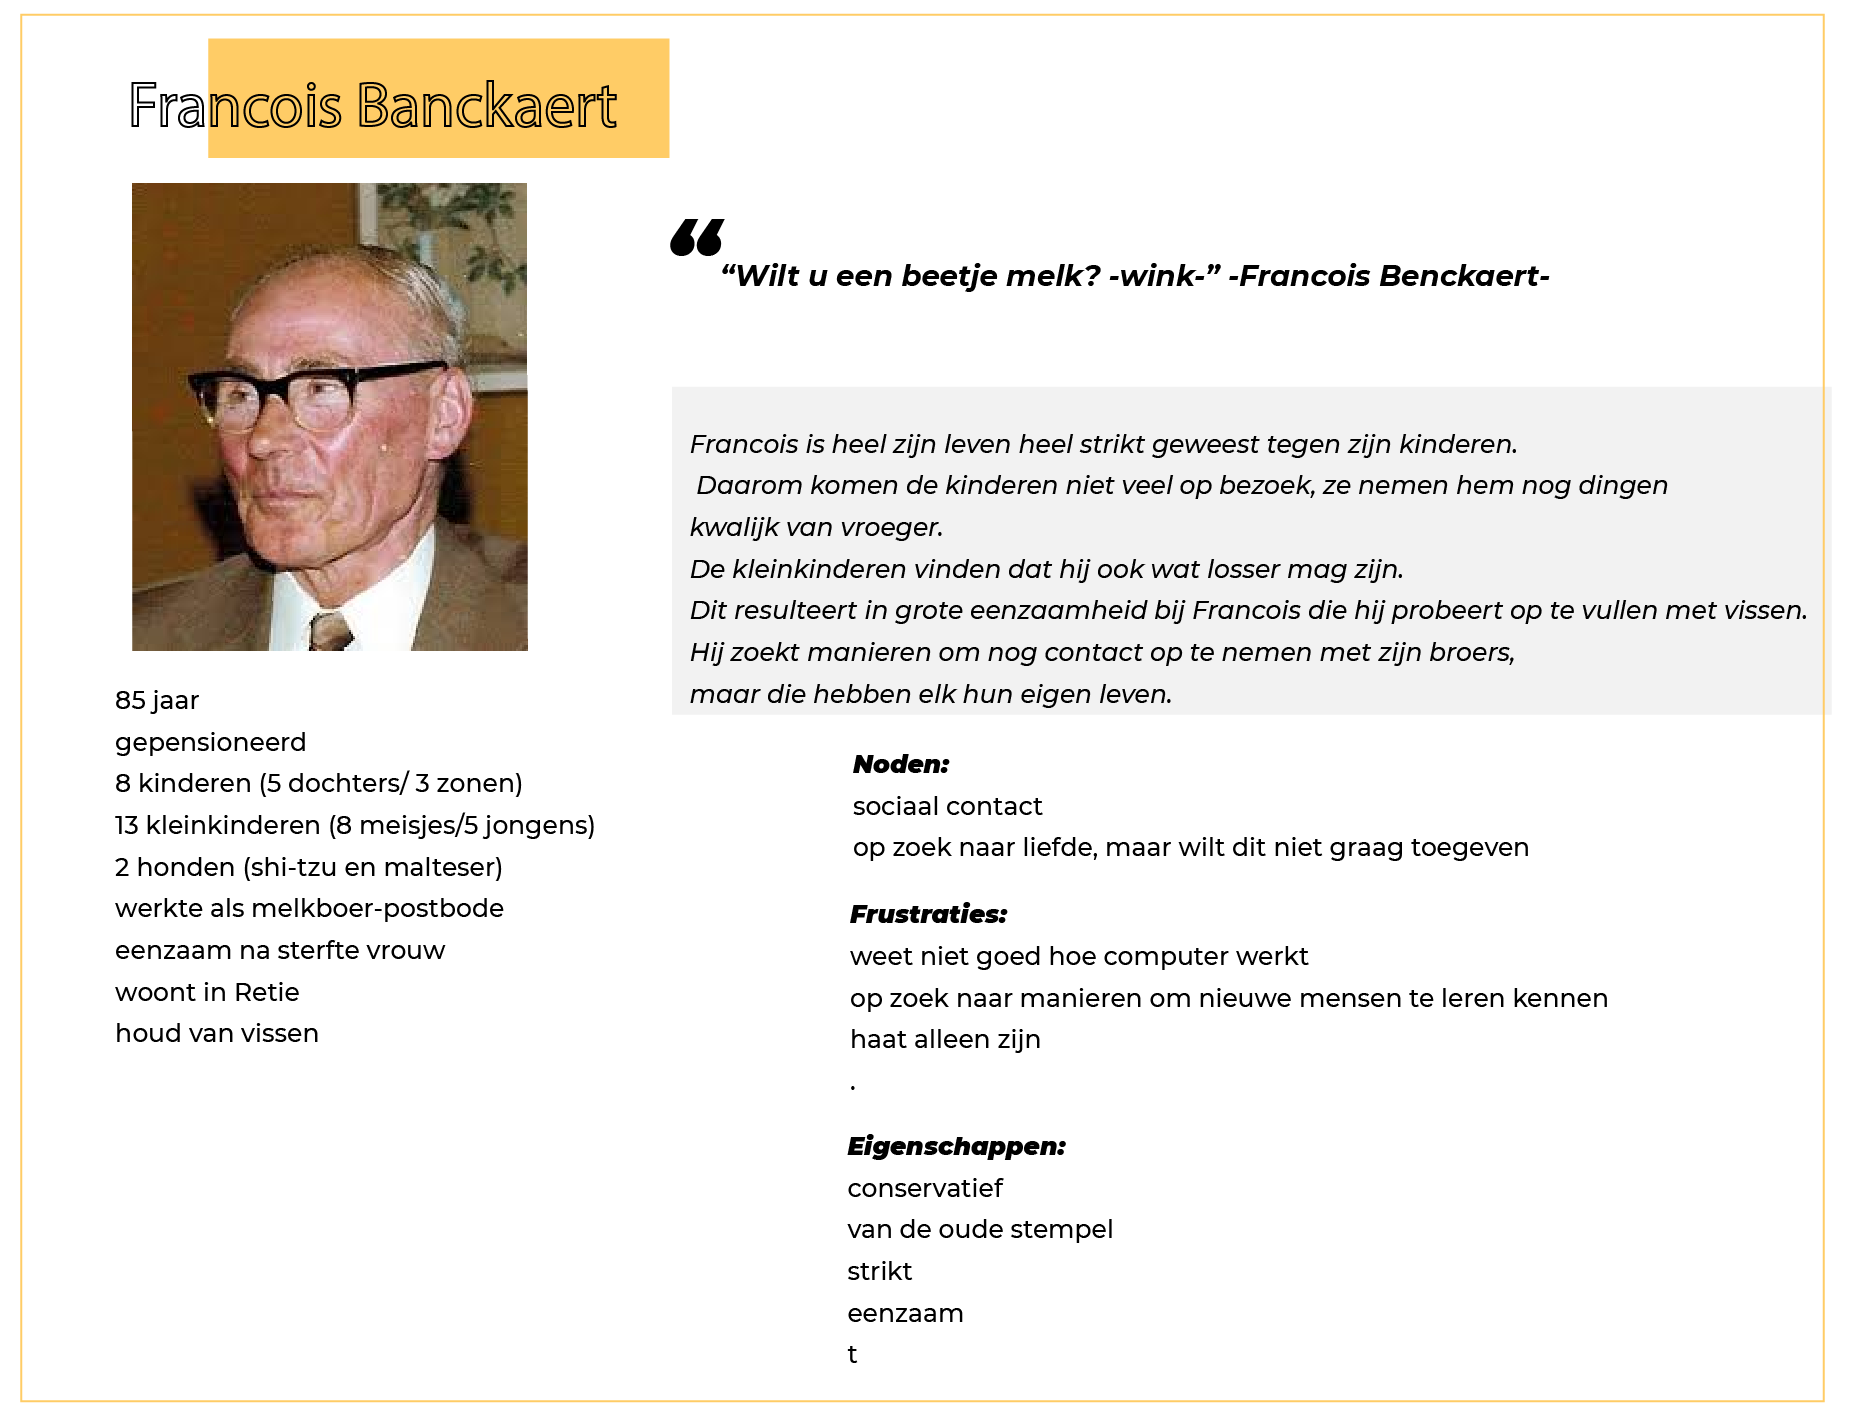 Francois Banckaert
“
“Wilt u een beetje melk? -wink-” -Francois Benckaert-
Francois is heel zijn leven heel strikt geweest tegen zijn kinderen.
Daarom komen de kinderen niet veel op bezoek, ze nemen hem nog dingen
kwalijk van vroeger.
De kleinkinderen vinden dat hij ook wat losser mag zijn.
Dit resulteert in grote eenzaamheid bij Francois die hij probeert op te vullen met vissen.
Hij zoekt manieren om nog contact op te nemen met zijn broers,
maar die hebben elk hun eigen leven.
85 jaar
gepensioneerd
8 kinderen (5 dochters/ 3 zonen)
13 kleinkinderen (8 meisjes/5 jongens)
2 honden (shi-tzu en malteser)
werkte als melkboer-postbode
eenzaam na sterfte vrouw
woont in Retie
houd van vissen
Noden:
sociaal contact
op zoek naar liefde, maar wilt dit niet graag toegeven
Frustraties:
weet niet goed hoe computer werkt
op zoek naar manieren om nieuwe mensen te leren kennen
haat alleen zijn
.
Eigenschappen:
conservatief
van de oude stempel
strikt
eenzaam
t